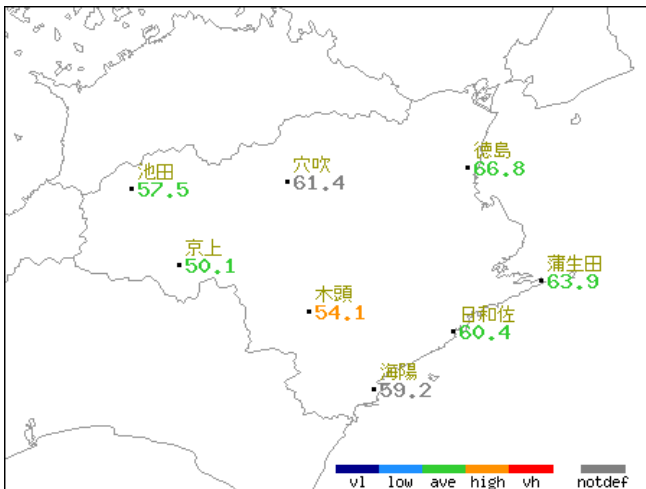 徳島
66.8
穴吹
61.4
池田
57.5
京上
50.1
蒲生田
63.9
木頭
54.1
日和佐
60.4
海陽
59.2
vl low ave high vh notdef